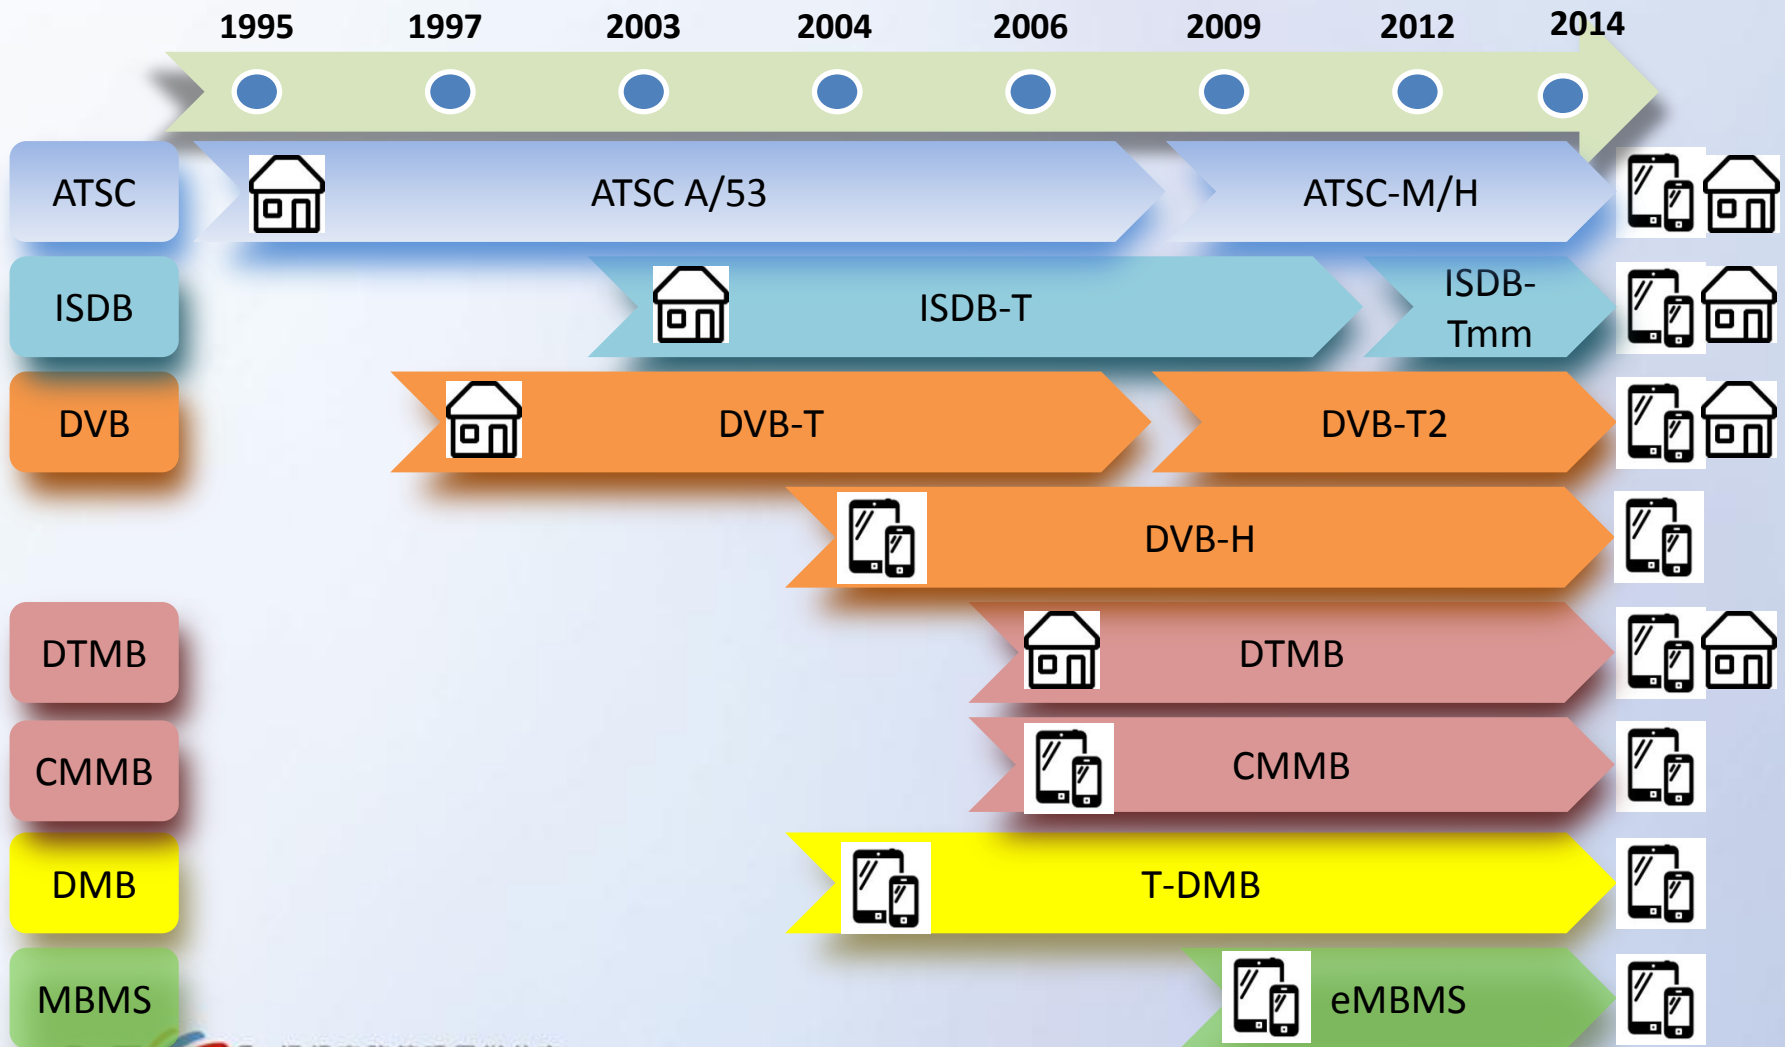 1995 1997 2003 2004 2006 2009 2012 2014
ATSC ATSC A/53 ATSC-M/H
ISDB ISDB-T ISDB-
Tmm
DVB DVB-T DVB-T2
DVB-H
DTMB DTMB
CMMB CMMB
DMB T-DMB
MBMS eMBMS